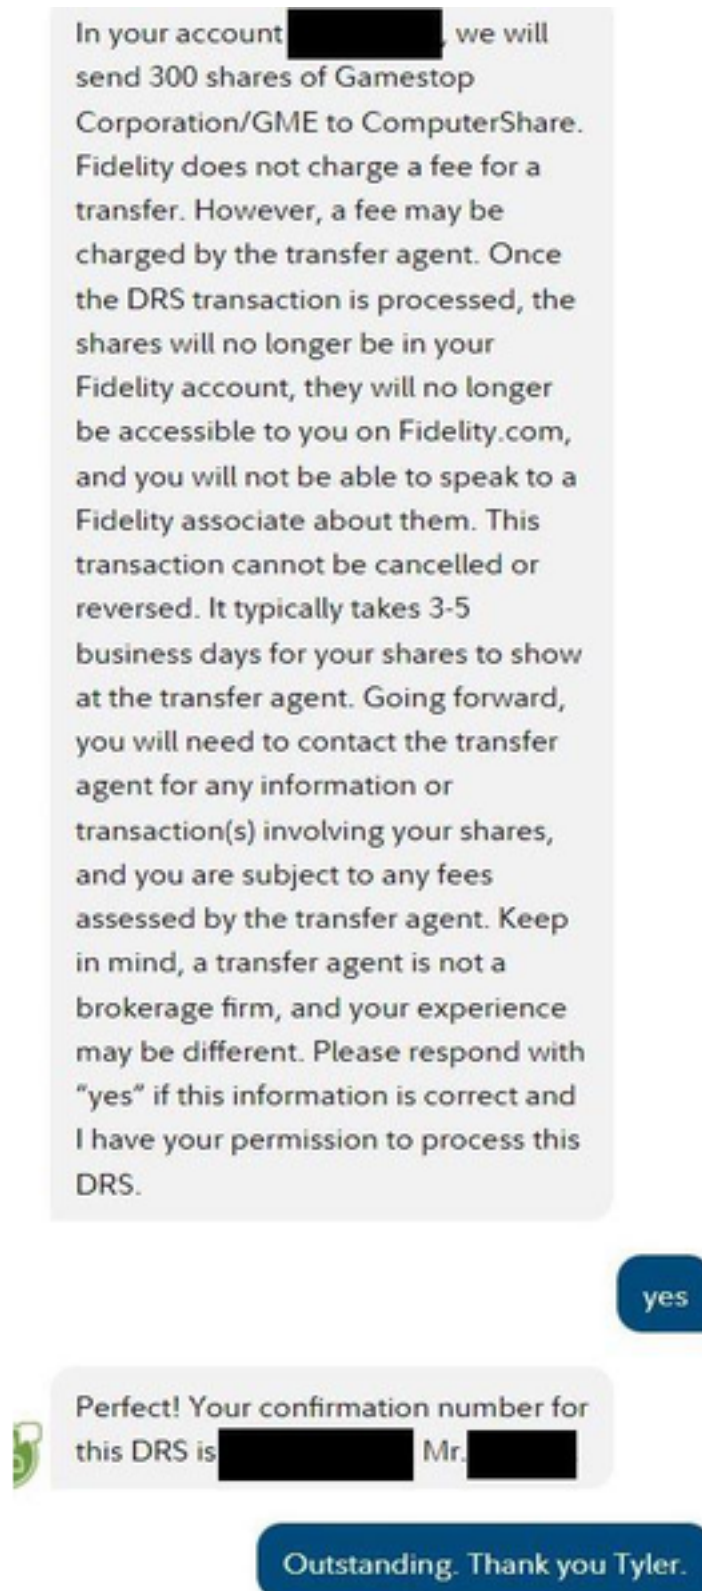 In your account , we will
send 300 shares of Gamestop
Corporation/GME to ComputerShare.
Fidelity does not charge a fee for a
transfer. However, a fee may be
charged by the transfer agent. Once
the DRS transaction is processed, the
shares will no longer be in your
Fidelity account, they will no longer
be accessible to you on Fidelity.com,
and you will not be able to speak to a
Fidelity associate about them. This
transaction cannot be cancelled or
reversed. It typically takes 3-5
business days for your shares to show
at the transfer agent. Going forward,
you will need to contact the transfer
agent for any information or
transaction(s) involving your shares,
and you are subject to any fees
assessed by the transfer agent. Keep
in mind, a transfer agent is not a
brokerage firm, and your experience
may be different. Please respond with
“yes” if this information is correct and
I have your permission to process this
DRS.
yes
Perfect! Your confirmation number for
this DRS is Mr.
Outstanding. Thank you Tyler.